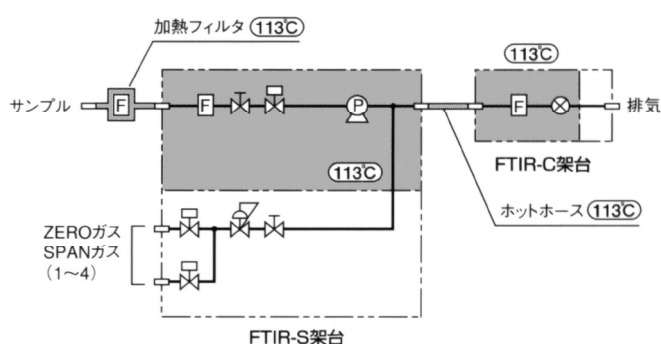 加熱フィルタ 113℃
113℃
サンプル
F
F
P
F
排気
FTIR-C架台
113℃
ホットホース 113℃
ZEROガス
SPANガス
(1〜4)
FTIR-S架台